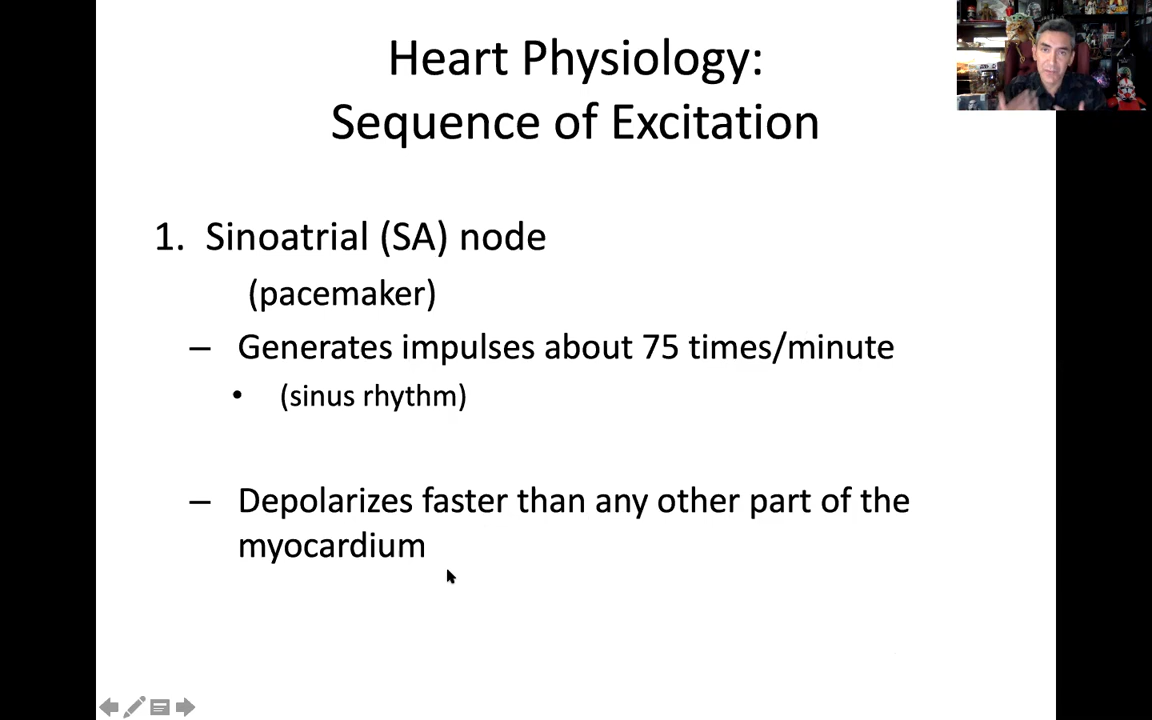 Heart Physiology:
Sequence of Excitation
1. Sinoatrial (SA) node
(pacemaker)
– Generates impulses about 75 times/minute
• (sinus rhythm)
– Depolarizes faster than any other part of the
myocardium